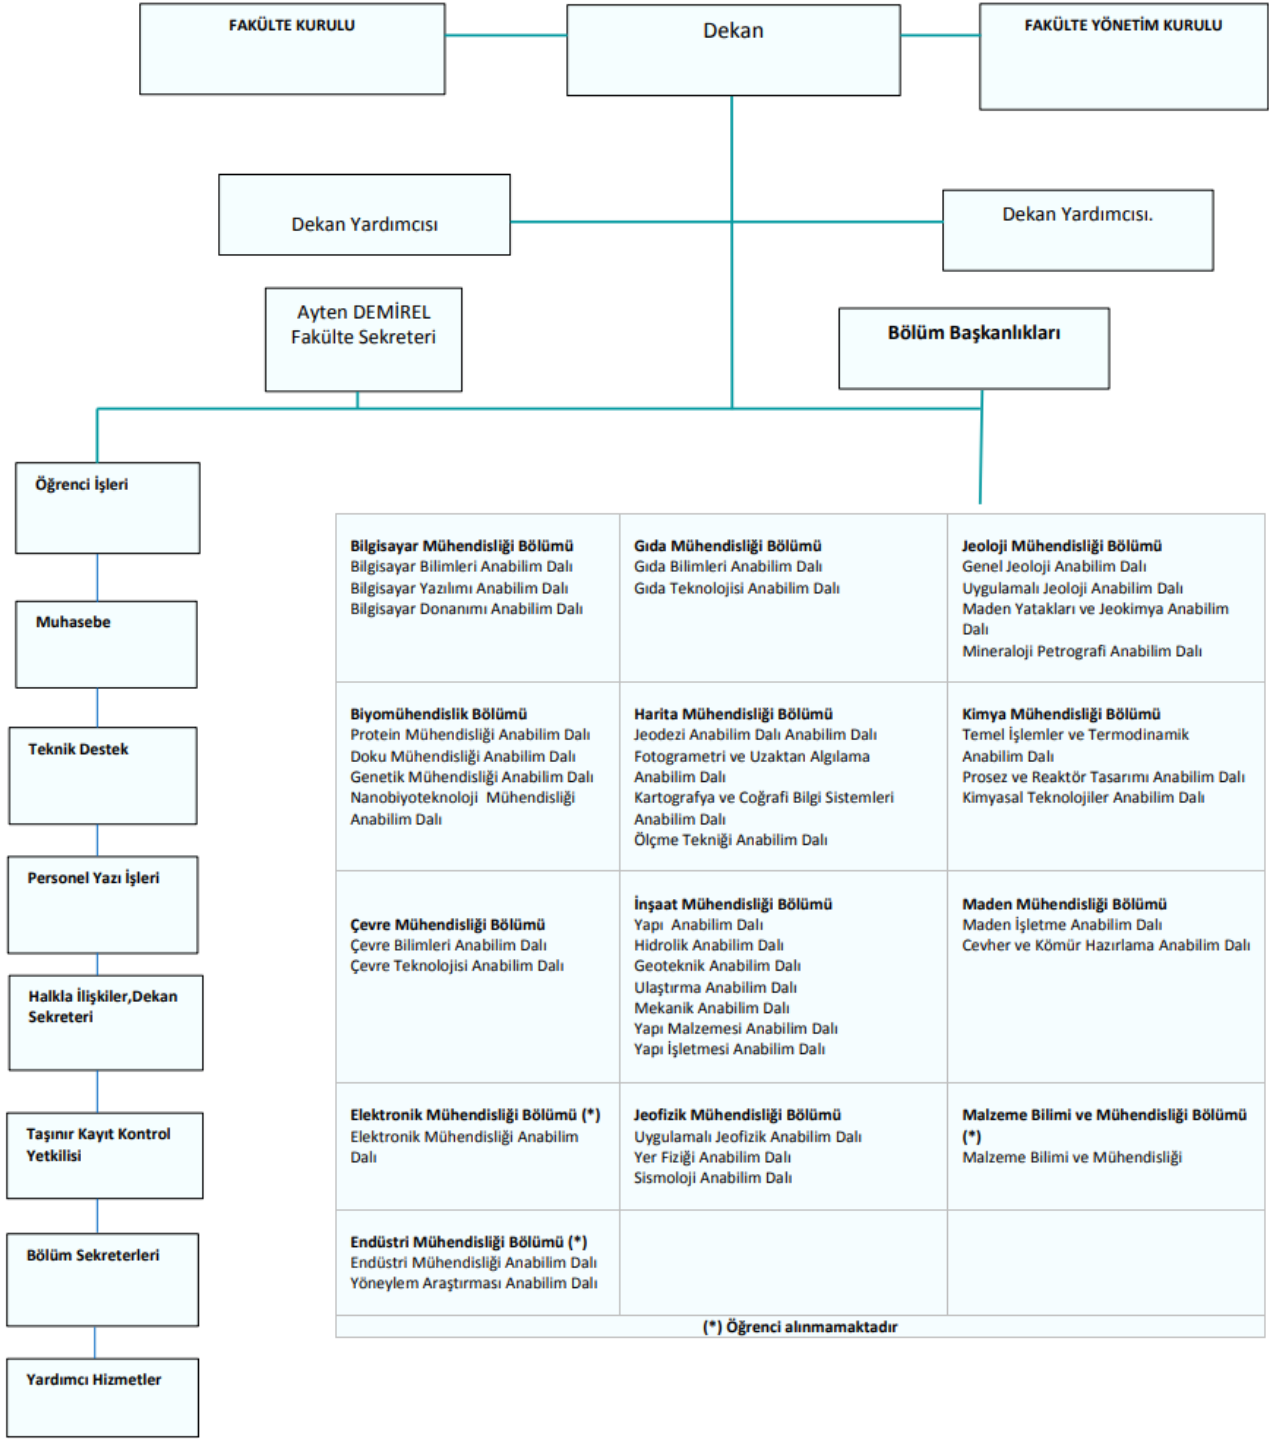 FAKÜLTE KURULU
Dekan
FAKÜLTE YÖNETİM KURULU
Dekan Yardımcısı
Dekan Yardımcısı.
Ayten DEMİREL
Fakülte Sekreteri
Bölüm Başkanlıkları
Öğrenci İşleri
Muhasebe
Teknik Destek
Personel Yazı İşleri
Halkla İlişkiler,Dekan
Sekreteri
Taşınır Kayıt Kontrol
Yetkilisi
Bölüm Sekreterleri
Yardımcı Hizmetler
Bilgisayar Mühendisliği Bölümü
Bilgisayar Bilimleri Anabilim Dalı
Bilgisayar Yazılımı Anabilim Dalı
Bilgisayar Donanımı Anabilim Dalı
Gıda Mühendisliği Bölümü
Gıda Bilimleri Anabilim Dalı
Gıda Teknolojisi Anabilim Dalı
Jeoloji Mühendisliği Bölümü
Genel Jeoloji Anabilim Dalı
Uygulamalı Jeoloji Anabilim Dalı
Maden Yatakları ve Jeokimya Anabilim
Dalı
Mineraloji Petrografi Anabilim Dalı
Biyomühendislik Bölümü
Protein Mühendisliği Anabilim Dalı
Doku Mühendisliği Anabilim Dalı
Genetik Mühendisliği Anabilim Dalı
Nanobiyoteknoloji Mühendisliği
Anabilim Dalı
Harita Mühendisliği Bölümü
Jeodezi Anabilim Dalı Anabilim Dalı
Fotogrametri ve Uzaktan Algılama
Anabilim Dalı
Kartografya ve Coğrafi Bilgi Sistemleri
Anabilim Dalı
Ölçme Tekniği Anabilim Dalı
Kimya Mühendisliği Bölümü
Temel İşlemler ve Termodinamik
Anabilim Dalı
Prosez ve Reaktör Tasarımı Anabilim Dalı
Kimyasal Teknolojiler Anabilim Dalı
Çevre Mühendisliği Bölümü
Çevre Bilimleri Anabilim Dalı
Çevre Teknolojisi Anabilim Dalı
İnşaat Mühendisliği Bölümü
Yapı Anabilim Dalı
Hidrolik Anabilim Dalı
Geoteknik Anabilim Dalı
Ulaştırma Anabilim Dalı
Mekanik Anabilim Dalı
Yapı Malzemesi Anabilim Dalı
Yapı İşletmesi Anabilim Dalı
Maden Mühendisliği Bölümü
Maden İşletme Anabilim Dalı
Cevher ve Kömür Hazırlama Anabilim Dalı
Elektronik Mühendisliği Bölümü (*)
Elektronik Mühendisliği Anabilim
Dalı
Jeofizik Mühendisliği Bölümü
Uygulamalı Jeofizik Anabilim Dalı
Yer Fiziği Anabilim Dalı
Sismoloji Anabilim Dalı
Malzeme Bilimi ve Mühendisliği Bölümü
(*)
Malzeme Bilimi ve Mühendisliği
Endüstri Mühendisliği Bölümü (*)
Endüstri Mühendisliği Anabilim Dalı
Yöneylem Araştırması Anabilim Dalı
(*) Öğrenci alınmamaktadır